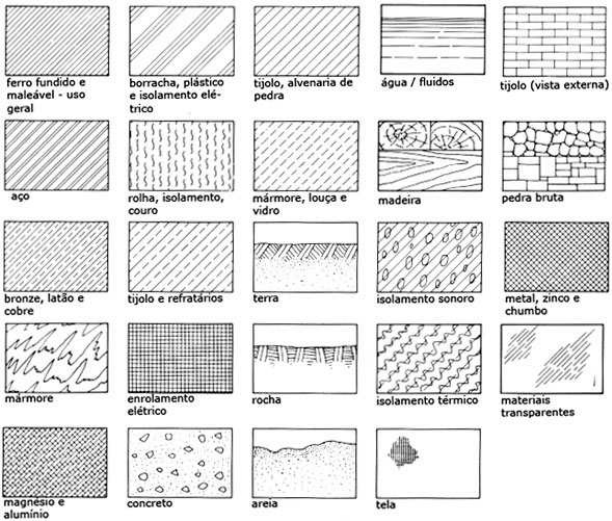 ferro fundido e
maleável - uso
geral
borracha, plástico
e isolamento elé-
trico
tijolo, alvenaria de
pedra
água / fluidos
tijolo (vista externa)
aço
rolha, isolamento,
couro
mármore, louça e
vidro
madeira
pedra bruta
bronze, latão e
cobre
tijolo e refratários
terra
isolamento sonoro
metal, zinco e
chumbo
mármore
enrolamento
elétrico
rocha
isolamento térmico
materiais
transparentes
magnésio e
alumínio
concreto
areia
tela